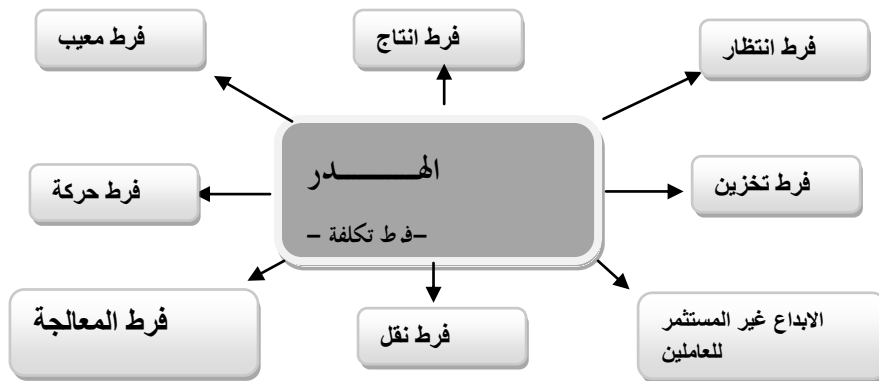 فرط انتظار
فرط انتاج
فرط معيب
الهـــــــدر
–فرط تكلفة –
فرط تخزين
فرط حركة
الابداع غير المستثمر
للعاملين
فرط نقل
فرط المعالجة